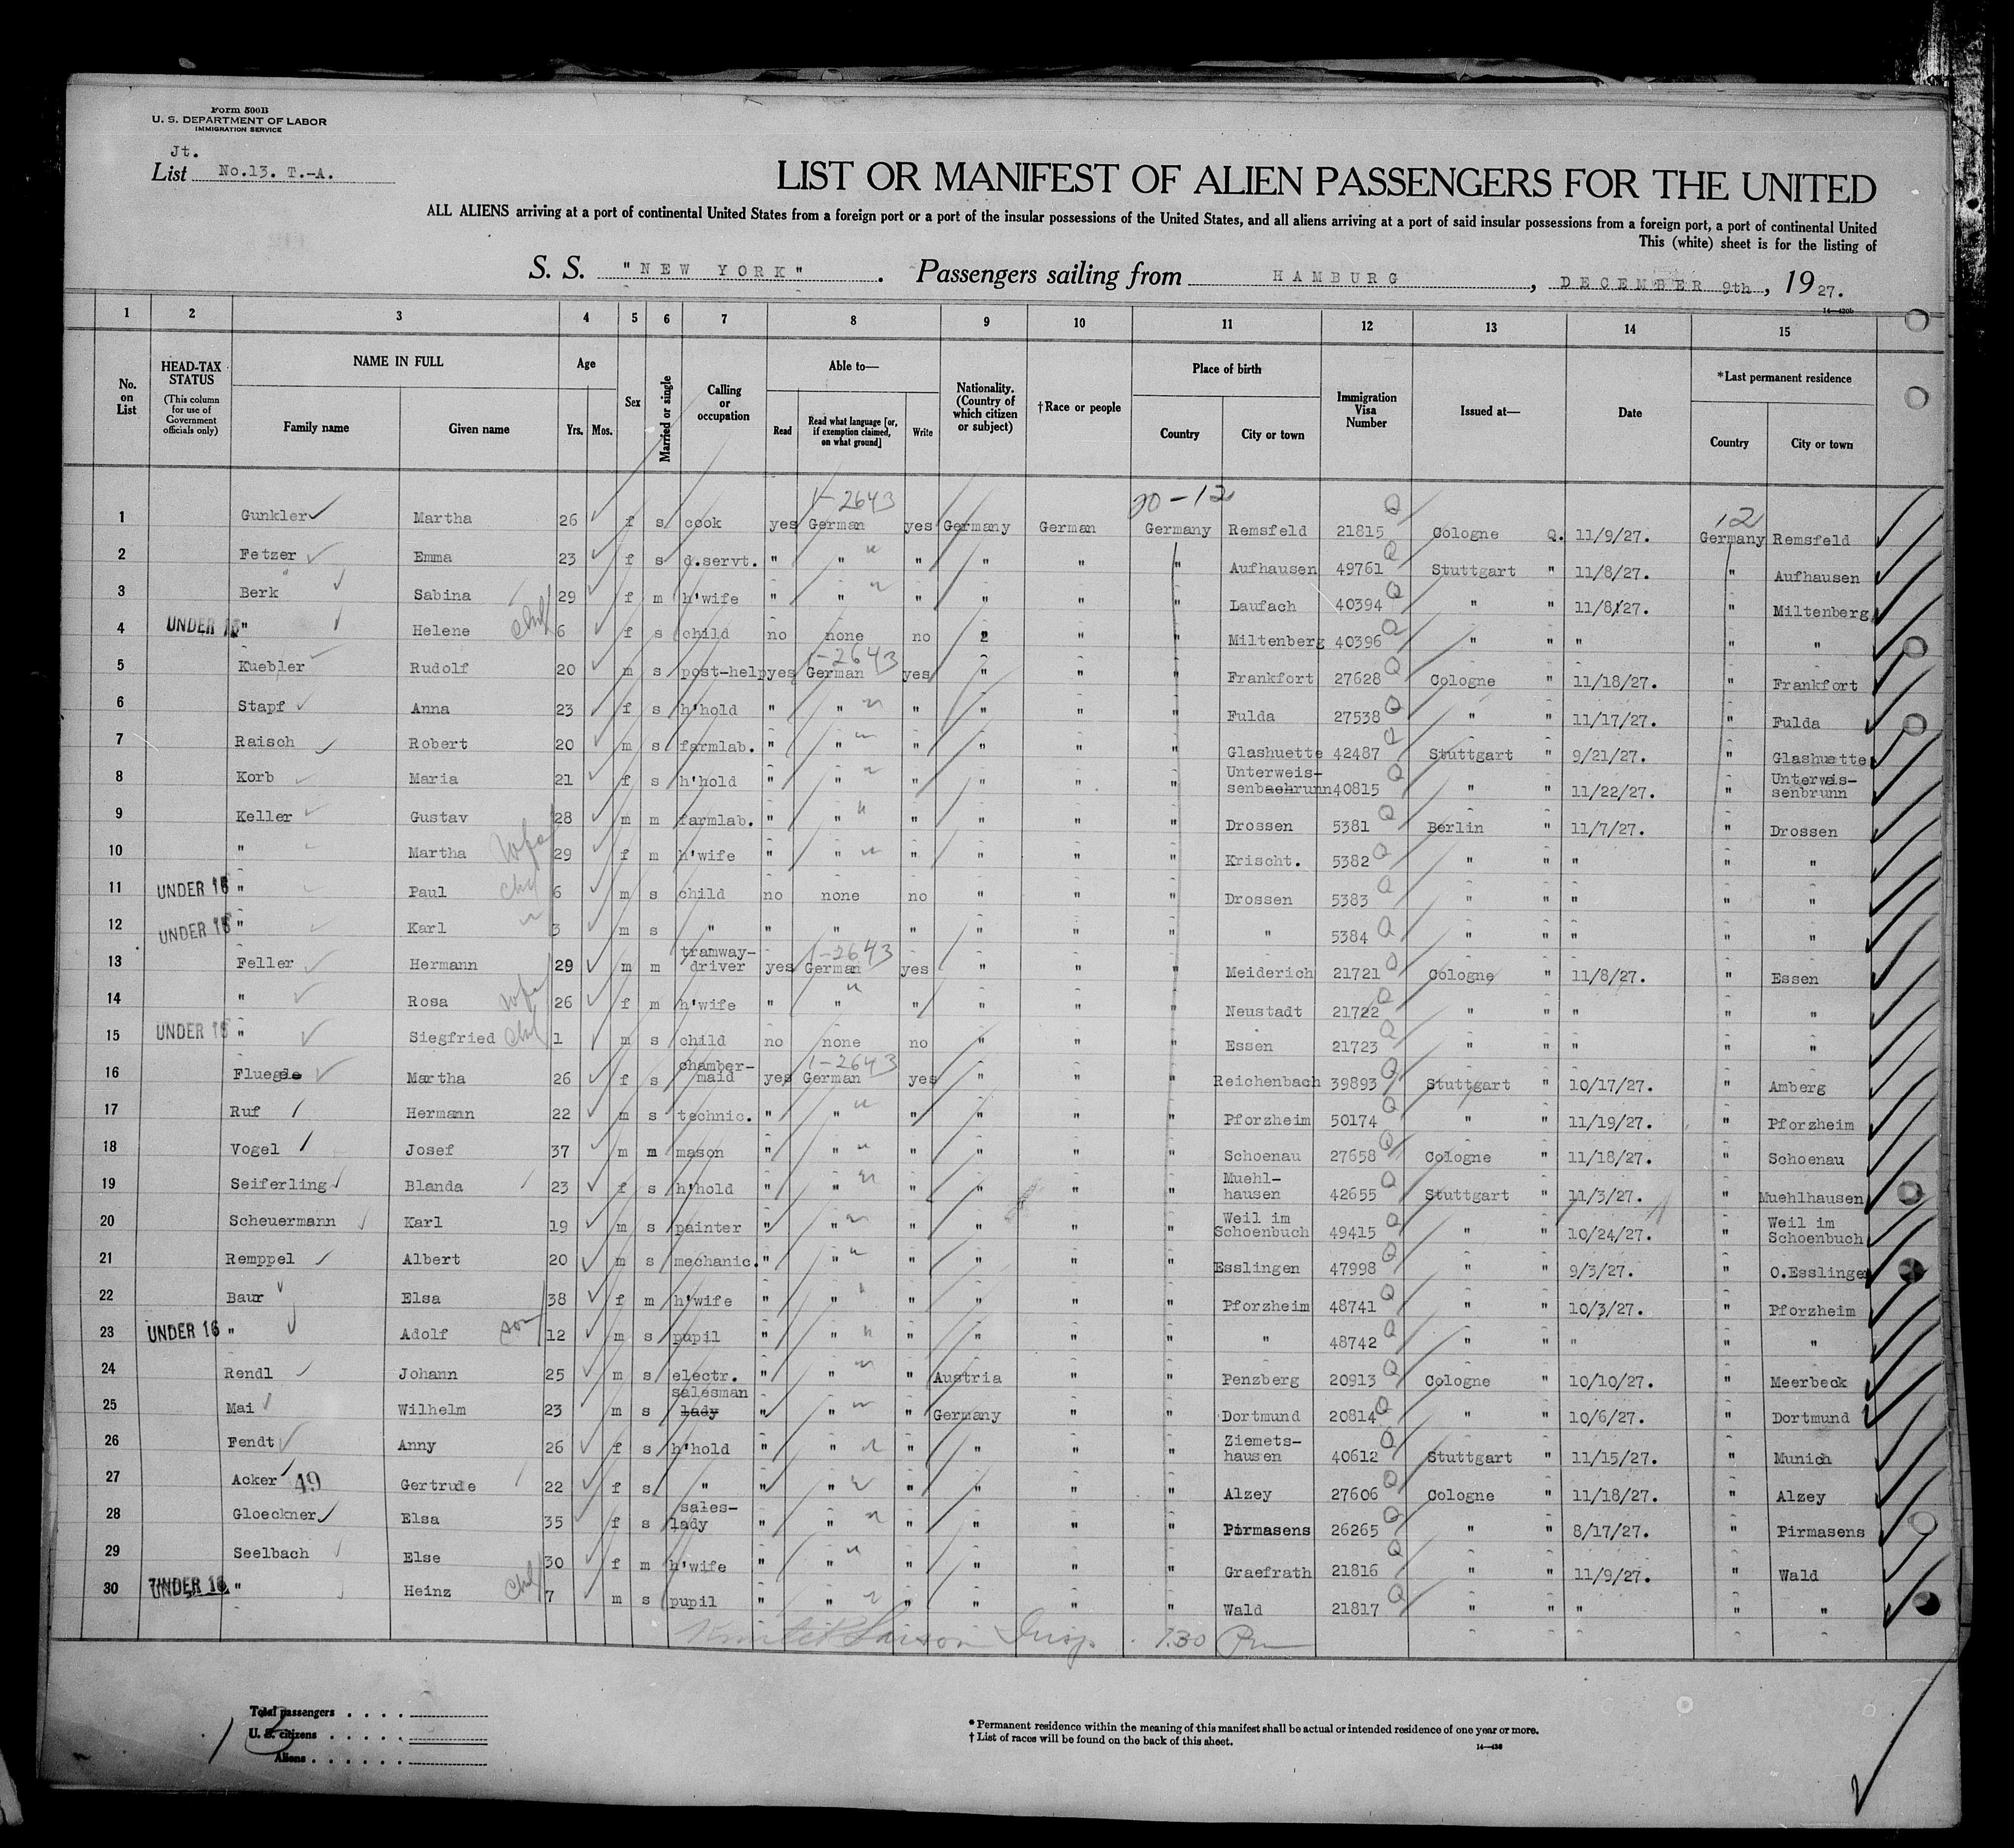 Form 500B
U. S. DEPARTMENT OF LABOR
IMMIGRATION SERVICE
Jt.
List No.13. T.-A.
LIST OR MANIFEST OF ALIEN PASSENGERS FOR THE UNITED
ALL ALIENS arriving at a port of continental United States from a foreign port or a port of the insular possessions of the United States, and all aliens arriving at a port of said insular possessions from a foreign port, a port of continental United
This (white) sheet is for the listing of
S. S. "NEW YORK". Passengers sailing from HAMBURG, DECEMBER 9th, 1927.
14—420b
1 2 3 4 5 6 7 8 9 10 11 12 13 14 15
No. on List HEAD-TAX STATUS (This column for use of Government officials only) NAME IN FULL Family name Given name Age Yrs. Mos. Sex Married or single Calling or occupation Able to— Read Read what language [or, if exemption claimed, on what ground] Write Nationality. (Country of which citizen or subject) †Race or people Place of birth Country City or town Immigration Visa Number Issued at— Date *Last permanent residence Country City or town
1-2643 20-12 Q 12
1 Gunkler Martha 26 f s cook yes German yes Germany German Germany Remsfeld 21815 Cologne Q. 11/9/27. Germany Remsfeld
2 Fetzer Emma 23 f s d.servt. " " " " " " Aufhausen 49761 Q Stuttgart " 11/8/27. " Aufhausen
3 Berk Sabina 29 f m h'wife " " " " " " Laufach 40394 Q " " 11/8/27. " Miltenberg
4 UNDER 16 " Helene chd 6 f s child no none no " " " Miltenberg 40396 Q " " " " "
5 Kuebler Rudolf 20 m s post-help yes German 1-2643 yes " " " Frankfort 27628 Q Cologne " 11/18/27. " Frankfort
6 Stapf Anna 23 f s h'hold " " " " " " Fulda 27538 Q " " 11/17/27. " Fulda
7 Raisch Robert 20 m s farmlab. " " " " " " Glashuette 42487 Q Stuttgart " 9/21/27. " Glashuette
8 Korb Maria 21 f s h'hold " " " " " " Unterweis-senbrunn 40815 Q " " 11/22/27. " Unterweis-senbrunn
9 Keller Gustav 28 m m farmlab. " " " " " " Drossen 5381 Q Berlin " 11/7/27. " Drossen
10 " Martha Wfe 29 f m h'wife " " " " " " Krischt. 5382 Q " " " " "
11 UNDER 16 " Paul chd 6 m s child no none no " " " Drossen 5383 Q " " " " "
12 UNDER 16 " Karl " 3 m s " " " " " " " " 5384 Q " " " " "
13 Feller Hermann 29 m m tramway-driver yes German 1-2643 yes " " " Meiderich 21721 Q Cologne " 11/8/27. " Essen
14 " Rosa Wfe 26 f m h'wife " " " " " " Neustadt 21722 Q " " " " "
15 UNDER 16 " Siegfried chd 1 m s child no none no " " " Essen 21723 Q " " " " "
16 Martha 26 f s chamber-maid yes German 1-2643 yes " " " Reichenbach 39893 Q Stuttgart " 10/17/27. " Amberg
17 Ruf Hermann 22 m s technic. " " " " " " Pforzheim 50174 Q " " 11/19/27. " Pforzheim
18 Vogel Josef 37 m m mason " " " " " " Schoenau 27658 Q Cologne " 11/18/27. " Schoenau
19 Seiferling Blanda 23 f s h'hold " " " " " " Muehl-hausen 42655 Q Stuttgart " 11/3/27. " Muehlhausen
20 Scheuermann Karl 19 m s painter " " " " " " Weil im Schoenbuch 49415 Q " " 10/24/27. " Weil im Schoenbuch
21 Remppel Albert 20 m s mechanic. " " " " " " Esslingen 47998 Q " " 9/3/27. " O.Esslingen
22 Baur Elsa 38 f m h'wife " " " " " " Pforzheim 48741 Q " " 10/3/27. " Pforzheim
23 UNDER 16 " Adolf son 12 m s pupil " " " " " " " 48742 Q " " " " "
24 Rendl Johann 25 m s electr. " " " Austria " " Penzberg 20913 Q Cologne " 10/10/27. " Meerbeck
25 Mai Wilhelm 23 m s salesman lady " " " Germany " " Dortmund 20814 Q " " 10/6/27. " Dortmund
26 Fendt Anny 26 f s h'hold " " " " " " Ziemets-hausen 40612 Q Stuttgart " 11/15/27. " Munich
27 Acker 49 Gertrude 22 f s " " " " " " " Alzey 27606 Q Cologne " 11/18/27. " Alzey
28 Gloeckner Elsa 35 f s sales-lady " " " " " " Pirmasens 26265 Q " " 8/17/27. " Pirmasens
29 Seelbach Else 30 f m h'wife " " " " " " Graefrath 21816 Q " " 11/9/27. " Wald
30 UNDER 16 " Heinz chd 7 m s pupil " " " " " " Wald 21817 Q " " " " "
Insp. 7.30 Pm
Total passengers . . . .
U. S. citizens . . . . .
Aliens . . . . . .
* Permanent residence within the meaning of this manifest shall be actual or intended residence of one year or more.
† List of races will be found on the back of this sheet.